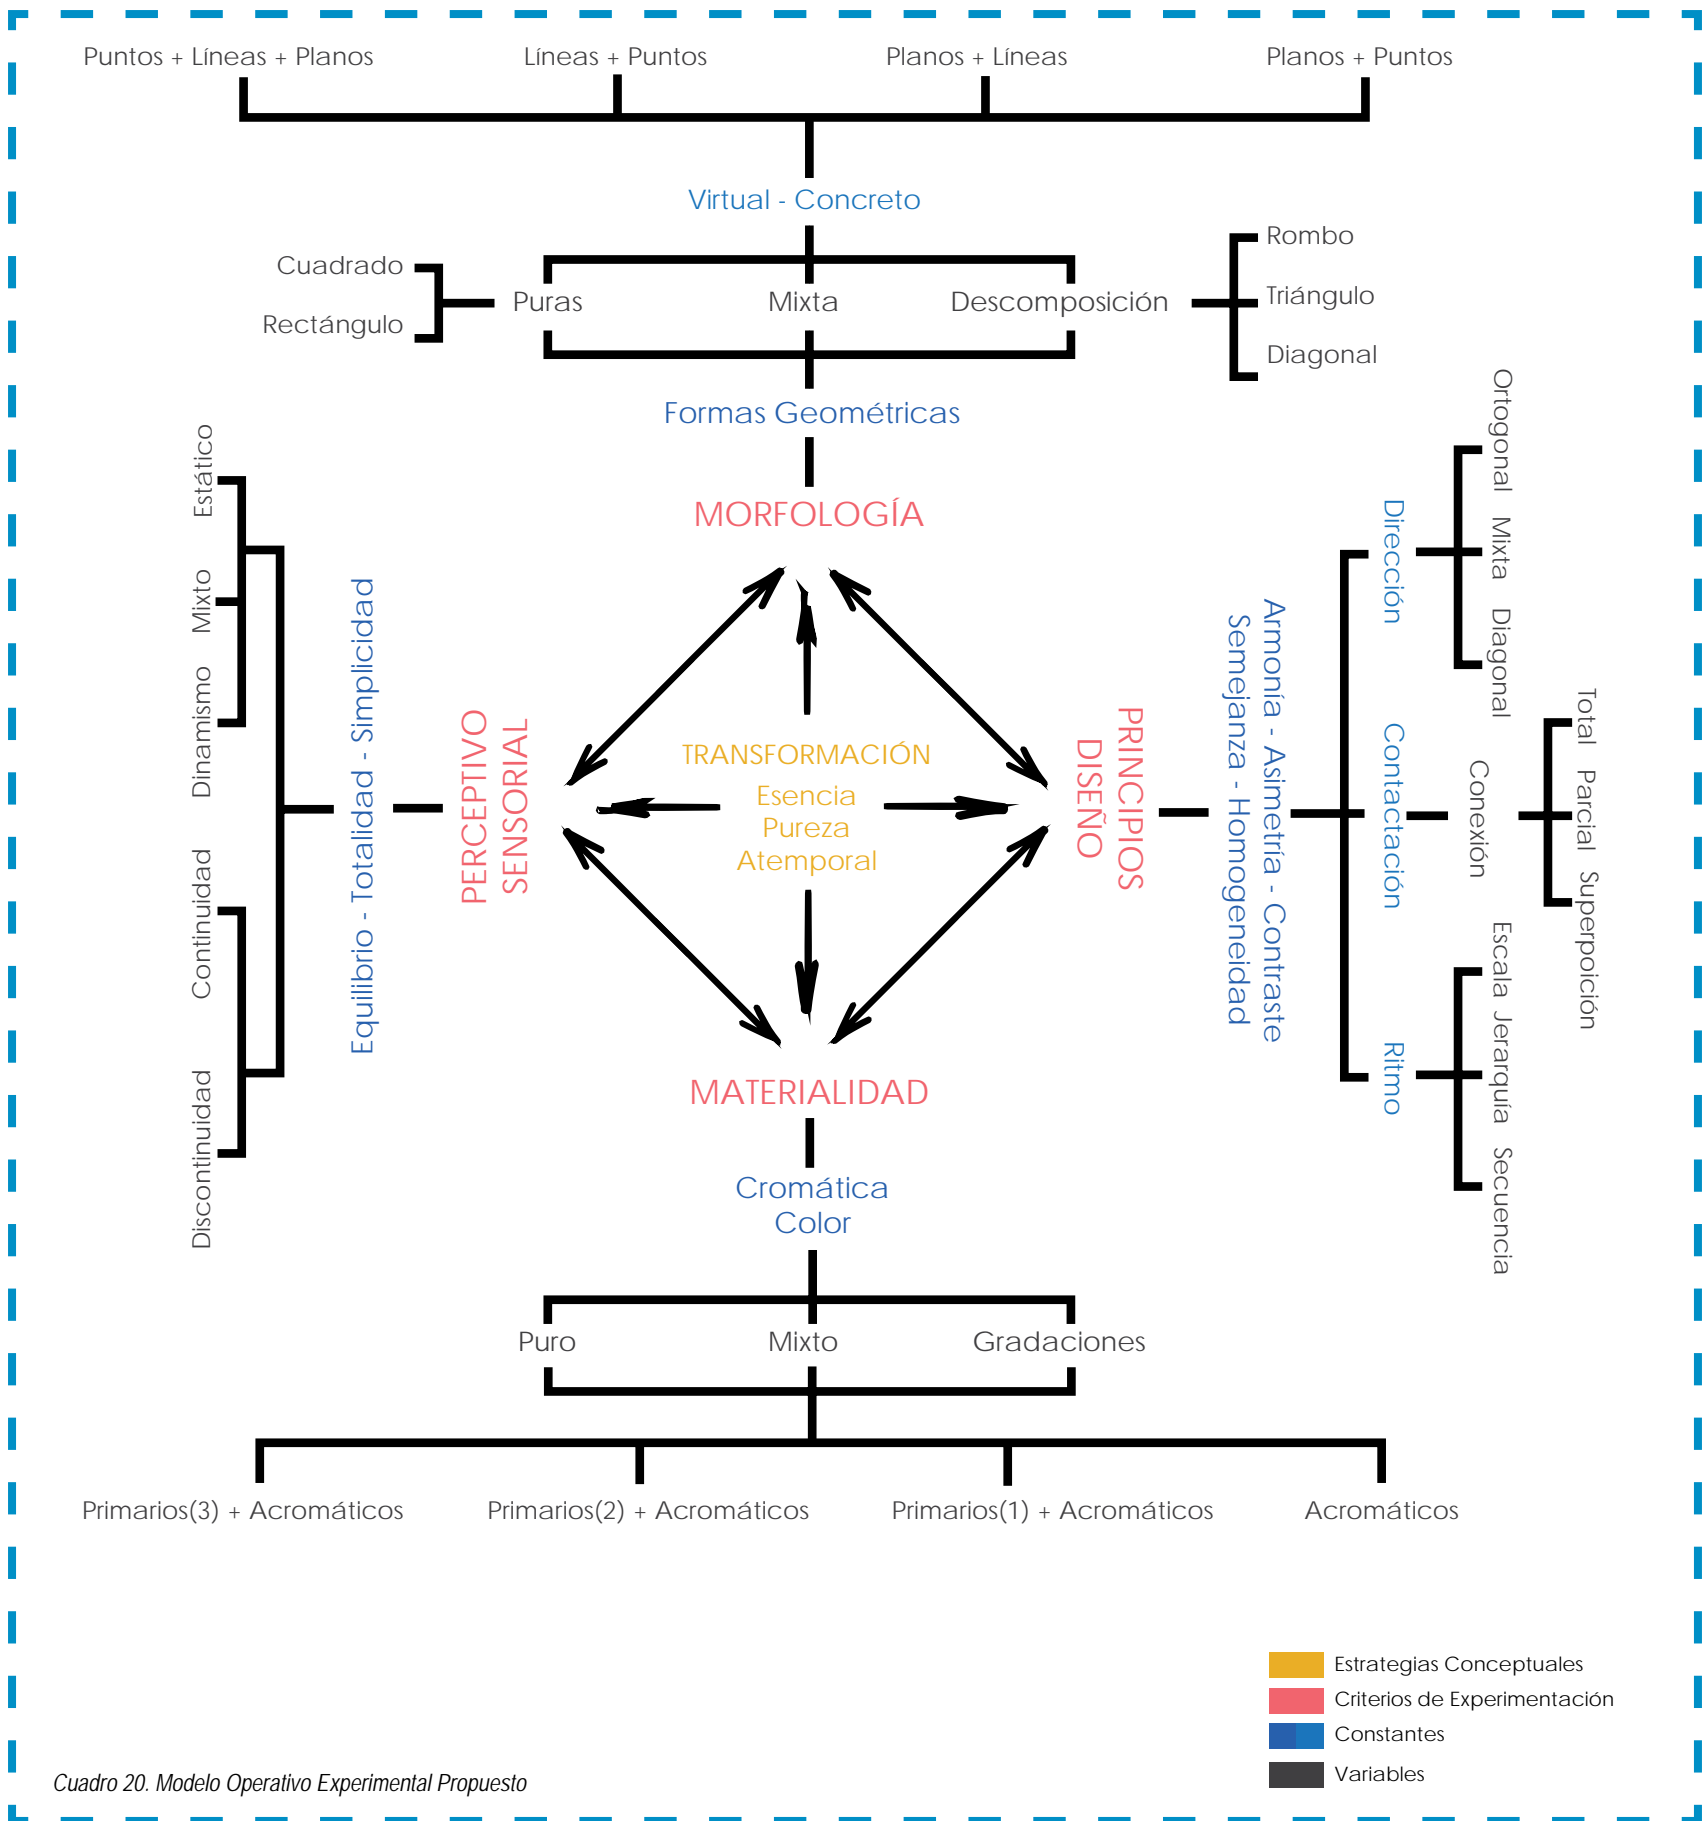 Puntos + Líneas + Planos
Líneas + Puntos
Planos + Líneas
Planos + Puntos
Virtual - Concreto
Cuadrado
Rectángulo
Puras
Mixta
Descomposición
Rombo
Triángulo
Diagonal
Formas Geométricas
MORFOLOGÍA
Estático
Mixto
Dinamismo
Continuidad
Discontinuidad
Equilibrio - Totalidad - Simplicidad
PERCEPTIVO
SENSORIAL
TRANSFORMACIÓN
Esencia
Pureza
Atemporal
PRINCIPIOS
DISEÑO
Armonía - Asimetría - Contraste
Semejanza - Homogeneidad
Dirección
Ortogonal
Mixta
Diagonal
Contactación
Conexión
Total
Parcial
Superpoición
Ritmo
Escala
Jerarquía
Secuencia
MATERIALIDAD
Cromática
Color
Puro
Mixto
Gradaciones
Primarios(3) + Acromáticos
Primarios(2) + Acromáticos
Primarios(1) + Acromáticos
Acromáticos
Estrategias Conceptuales
Criterios de Experimentación
Constantes
Variables
Cuadro 20. Modelo Operativo Experimental Propuesto